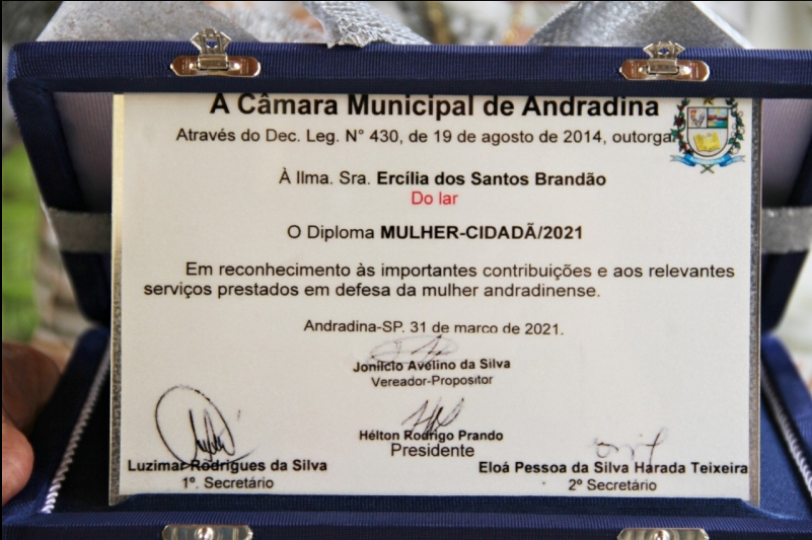 A Câmara Municipal de Andradina
Através do Dec. Leg. N° 430, de 19 de agosto de 2014, outorga
À Ilma. Sra. Ercília dos Santos Brandão
Do lar
O Diploma MULHER-CIDADÃ/2021
Em reconhecimento às importantes contribuições e aos relevantes
serviços prestados em defesa da mulher andradinense.
Andradina-SP. 31 de março de 2021.
Jonilcio Avelino da Silva
Vereador-Propositor
Hélton Rodrigo Prando
Presidente
Luzimar Rodrigues da Silva
1º. Secretário
Eloá Pessoa da Silva Harada Teixeira
2º Secretário